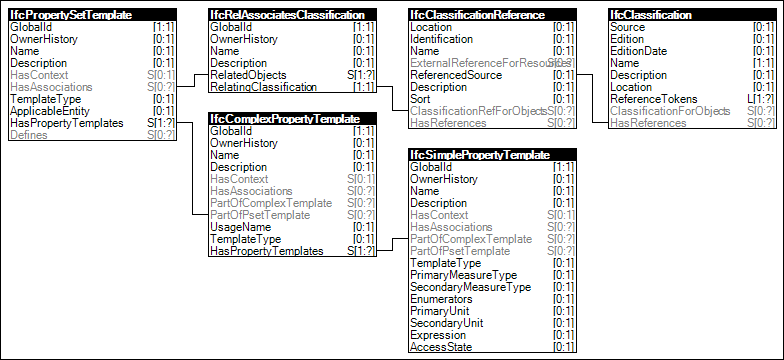 IfcPropertySetTemplate
GlobalId [1:1]
OwnerHistory [0:1]
Name [0:1]
Description [0:1]
HasContext S[0:1]
HasAssociations S[0:?]
TemplateType [0:1]
ApplicableEntity [0:1]
HasPropertyTemplates S[1:?]
Defines S[0:?]
IfcRelAssociatesClassification
GlobalId [1:1]
OwnerHistory [0:1]
Name [0:1]
Description [0:1]
RelatedObjects S[1:?]
RelatingClassification [1:1]
IfcClassificationReference
Location [0:1]
Identification [0:1]
Name [0:1]
ExternalReferenceForResources S[0:?]
ReferencedSource [0:1]
Description [0:1]
Sort [0:1]
ClassificationRefForObjects S[0:?]
HasReferences S[0:?]
IfcClassification
Source [0:1]
Edition [0:1]
EditionDate [0:1]
Name [1:1]
Description [0:1]
Location [0:1]
ReferenceTokens L[1:?]
ClassificationForObjects S[0:?]
HasReferences S[0:?]
IfcComplexPropertyTemplate
GlobalId [1:1]
OwnerHistory [0:1]
Name [0:1]
Description [0:1]
HasContext S[0:1]
HasAssociations S[0:?]
PartOfComplexTemplate S[0:?]
PartOfPsetTemplate S[0:?]
UsageName [0:1]
TemplateType [0:1]
HasPropertyTemplates S[1:?]
IfcSimplePropertyTemplate
GlobalId [1:1]
OwnerHistory [0:1]
Name [0:1]
Description [0:1]
HasContext S[0:1]
HasAssociations S[0:?]
PartOfComplexTemplate S[0:?]
PartOfPsetTemplate S[0:?]
TemplateType [0:1]
PrimaryMeasureType [0:1]
SecondaryMeasureType [0:1]
Enumerators [0:1]
PrimaryUnit [0:1]
SecondaryUnit [0:1]
Expression [0:1]
AccessState [0:1]